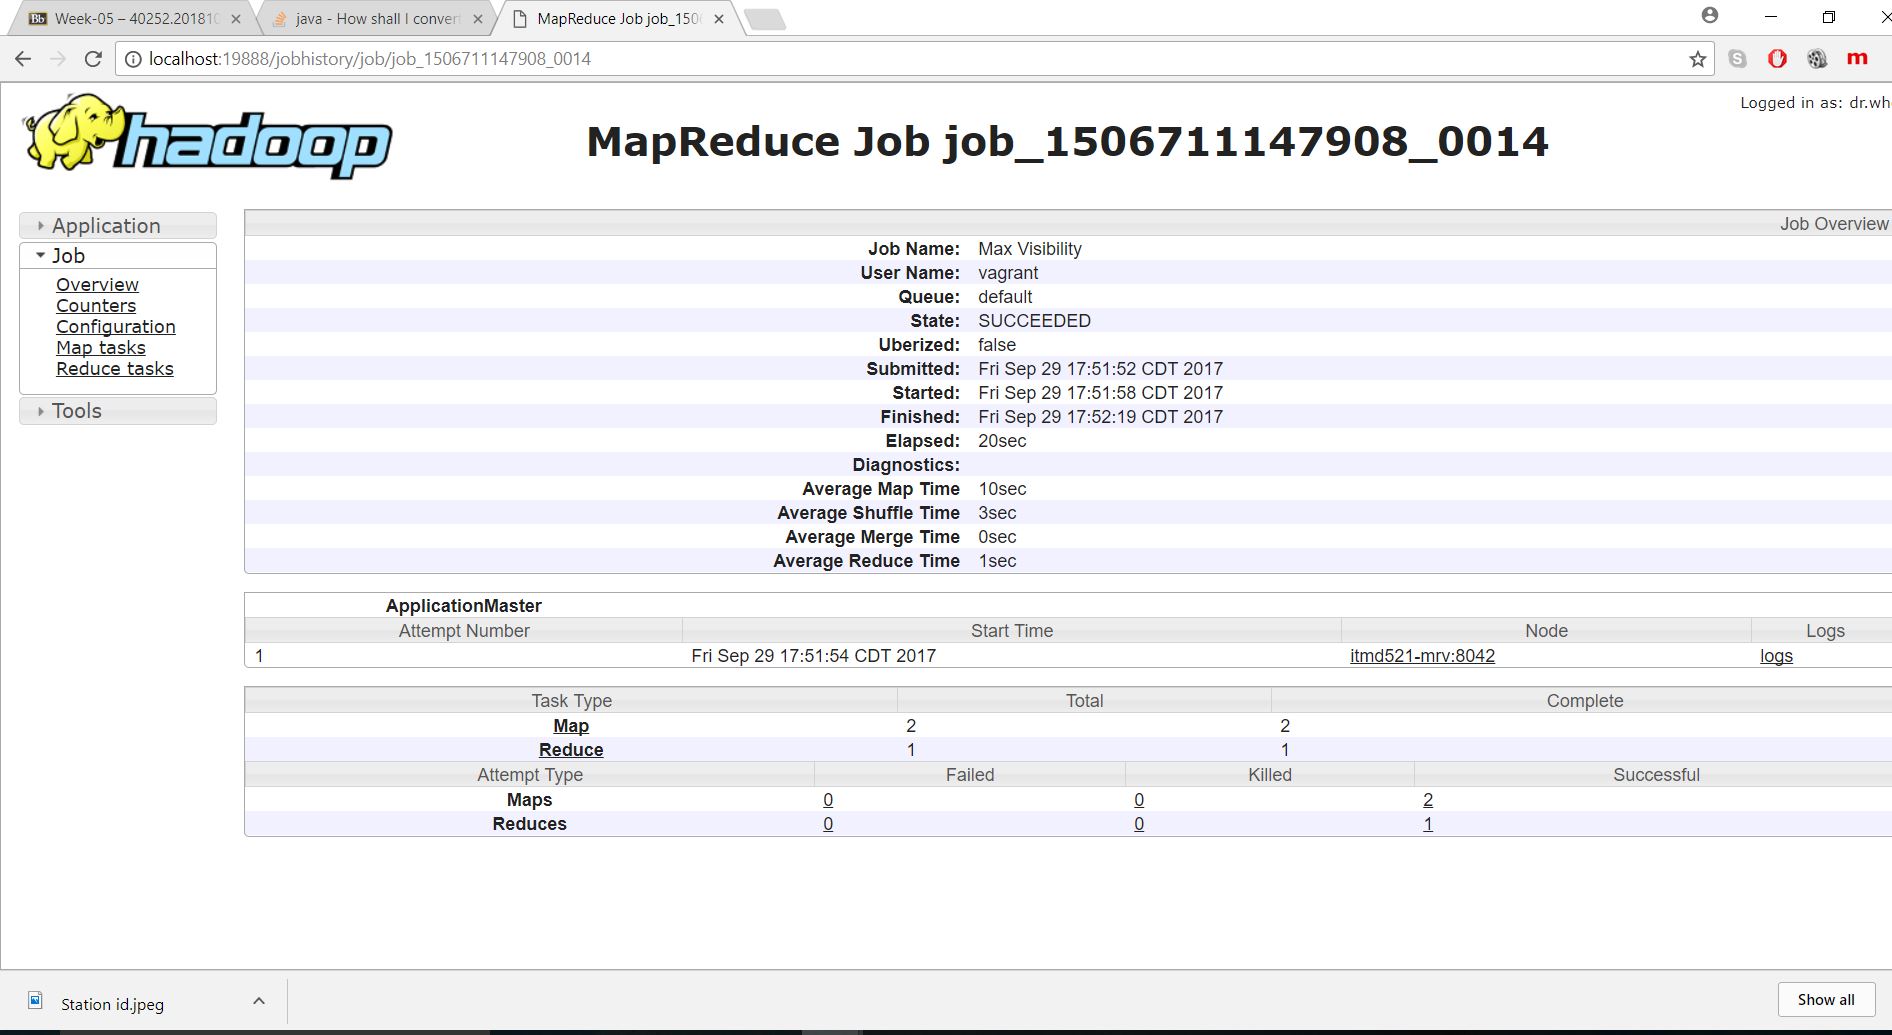 Week-05 – 40252.20181
java - How shall I conver
MapReduce Job job_150
localhost:19888/jobhistory/job/job_1506711147908_0014
Logged in as: dr.wh
hadoop
MapReduce Job job_1506711147908_0014
Application
Job
Overview
Counters
Configuration
Map tasks
Reduce tasks
Tools
Job Overview
Job Name: Max Visibility
User Name: vagrant
Queue: default
State: SUCCEEDED
Uberized: false
Submitted: Fri Sep 29 17:51:52 CDT 2017
Started: Fri Sep 29 17:51:58 CDT 2017
Finished: Fri Sep 29 17:52:19 CDT 2017
Elapsed: 20sec
Diagnostics:
Average Map Time 10sec
Average Shuffle Time 3sec
Average Merge Time 0sec
Average Reduce Time 1sec
ApplicationMaster
Attempt Number Start Time Node Logs
1 Fri Sep 29 17:51:54 CDT 2017 itmd521-mrv:8042 logs
Task Type Total Complete
Map 2 2
Reduce 1 1
Attempt Type Failed Killed Successful
Maps 0 0 2
Reduces 0 0 1
Station id.jpeg
Show all